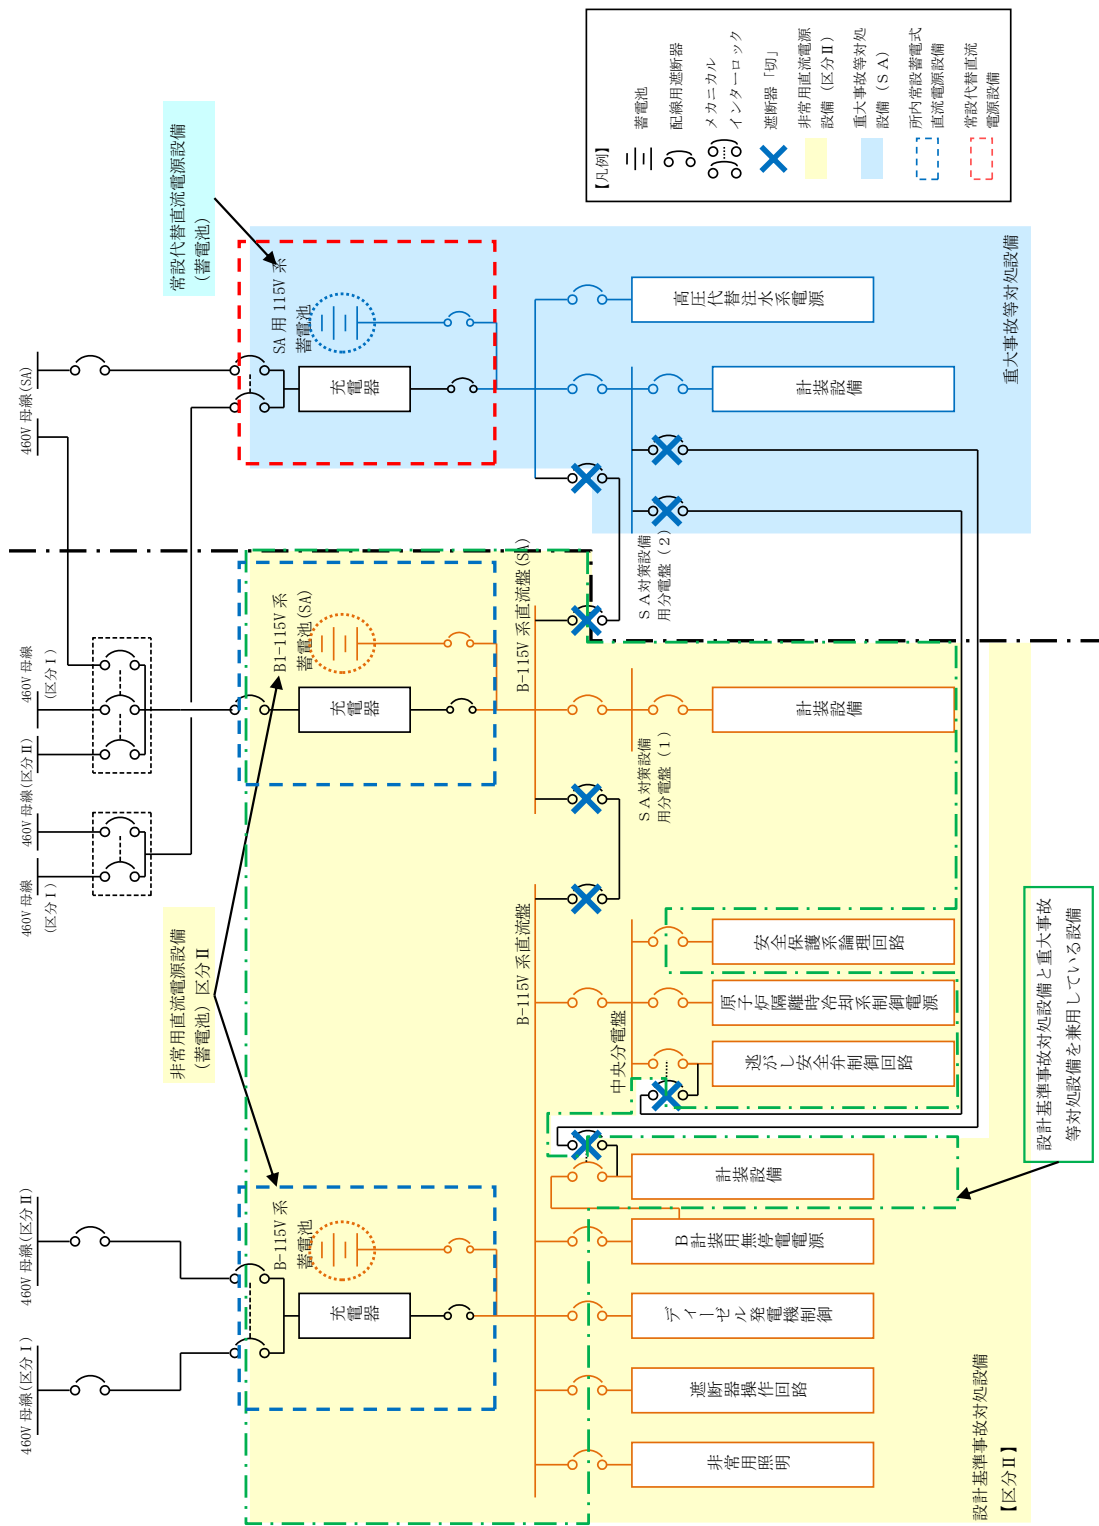 460V 母線(区分Ⅰ)
460V 母線(区分Ⅱ)
460V 母線
(区分Ⅰ)
460V 母線(区分Ⅱ)
460V 母線
(区分Ⅰ)
460V 母線(SA)
非常用直流電源設備
(蓄電池) 区分Ⅱ
常設代替直流電源設備
(蓄電池)
B-115V 系
蓄電池
充電器
B1-115V 系
蓄電池(SA)
充電器
SA 用 115V 系
蓄電池
充電器
B-115V 系直流盤
B-115V 系直流盤(SA)
中央分電盤
SA対策設備
用分電盤(1)
SA対策設備
用分電盤(2)
非常用照明
遮断器操作回路
ディーゼル発電機制御
B計装用無停電電源
計装設備
逃がし安全弁制御回路
原子炉隔離時冷却系制御電源
安全保護系論理回路
計装設備
計装設備
高圧代替注水系電源
設計基準事故対処設備
【区分Ⅱ】
重大事故等対処設備
設計基準事故対処設備と重大事故
等対処設備を兼用している設備
【凡例】
蓄電池
配線用遮断器
メカニカル
インターロック
遮断器「切」
非常用直流電源
設備(区分Ⅱ)
重大事故等対処
設備(SA)
所内常設蓄電式
直流電源設備
常設代替直流
電源設備